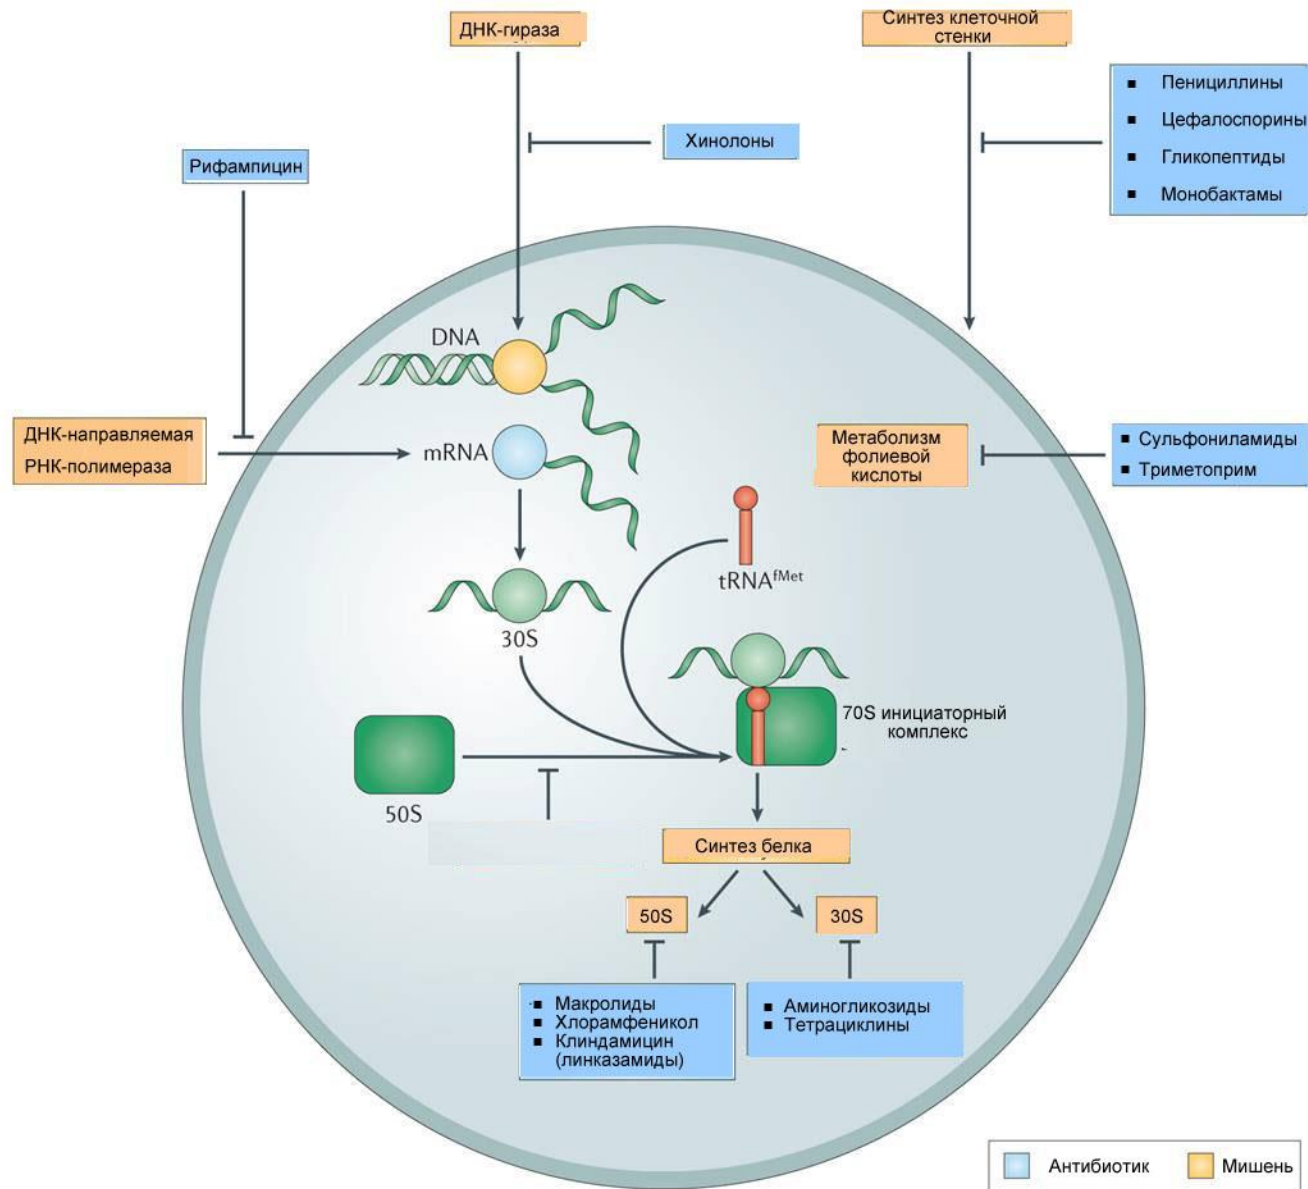 ДНК-гираза
Синтез клеточной
стенки
▪ Пенициллины
▪ Цефалоспорины
▪ Гликопептиды
▪ Монобактамы
Хинолоны
Рифампицин
DNA
ДНК-направляемая
РНК-полимераза
mRNA
Метаболизм
фолиевой
кислоты
▪ Сульфониламиды
▪ Триметоприм
tRNAfMet
30S
70S инициаторный
комплекс
50S
Синтез белка
50S
30S
▪ Макролиды
▪ Хлорамфеникол
▪ Клиндамицин
(линказамиды)
▪ Аминогликозиды
▪ Тетрациклины
Антибиотик
Мишень